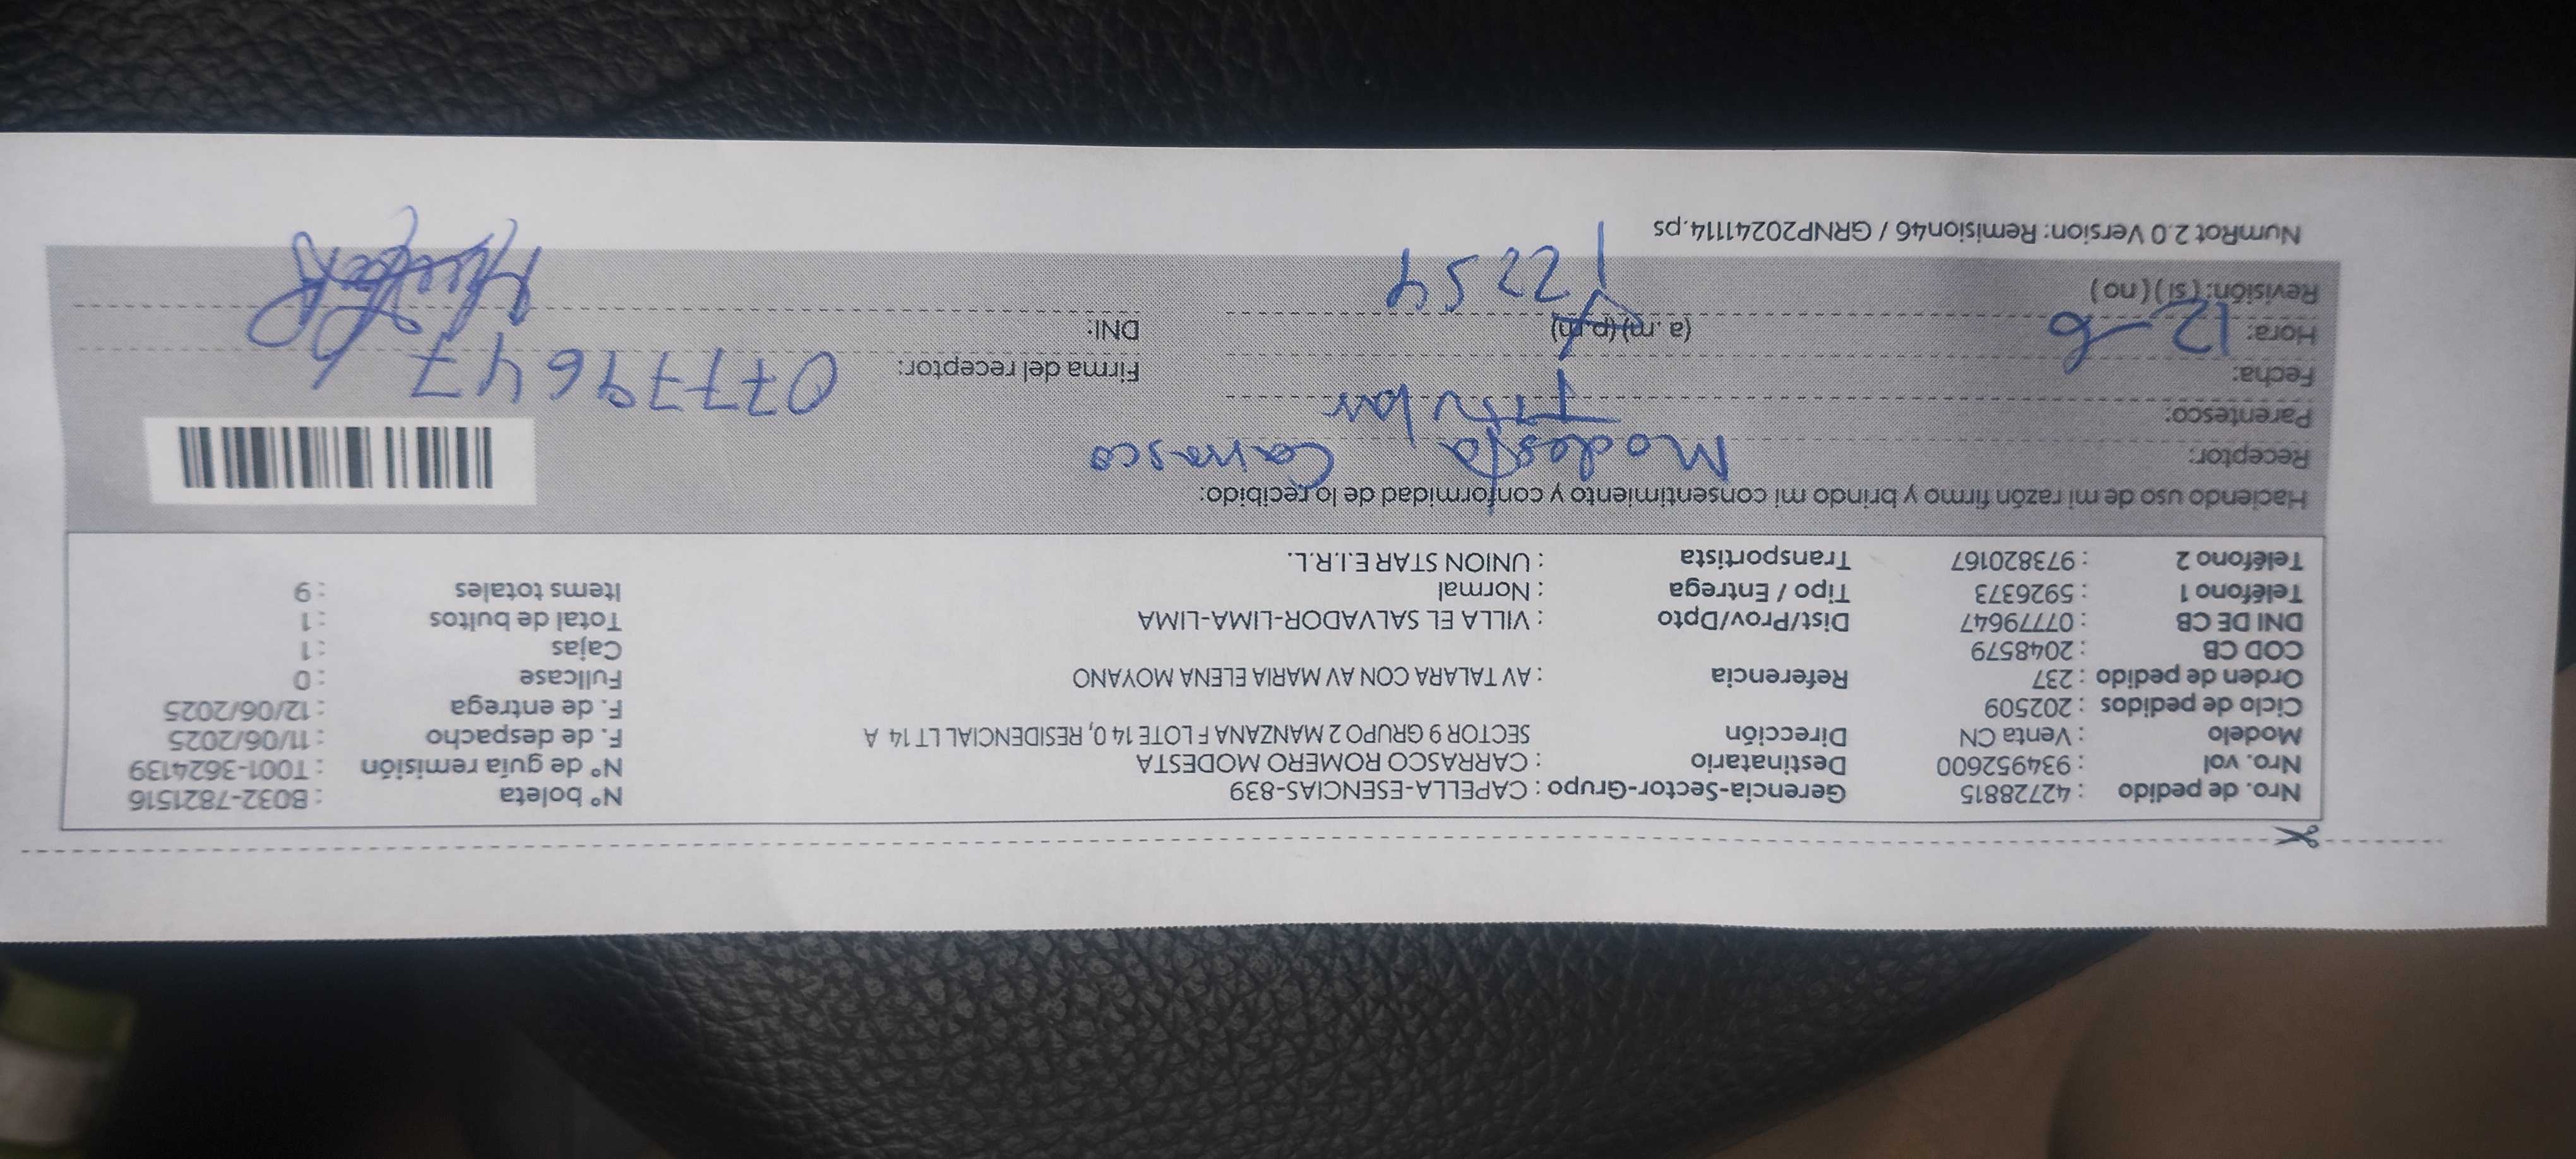 Nro. de pedido : 42728815 Gerencia-Sector-Grupo : CAPELLA-ESENCIAS-839 N° boleta : B032-7821516
Nro. vol : 934952600 Destinatario : CARRASCO ROMERO MODESTA N° de guía remisión : T001-3624139
Modelo : Venta CN Dirección SECTOR 9 GRUPO 2 MANZANA F LOTE 14 0, RESIDENCIAL LT 14 A F. de despacho : 11/06/2025
Ciclo de pedidos : 202509 F. de entrega : 12/06/2025
Orden de pedido : 237 Referencia : AV TALARA CON AV MARIA ELENA MOYANO Fullcase : 0
COD CB : 2048579 Cajas : 1
DNI DE CB : 07779647 Dist/Prov/Dpto : VILLA EL SALVADOR-LIMA-LIMA Total de bultos : 1
Teléfono 1 : 5926373 Tipo / Entrega : Normal Items totales : 9
Teléfono 2 : 973820167 Transportista : UNION STAR E.I.R.L.
Haciendo uso de mi razón firmo y brindo mi consentimiento y conformidad de lo recibido:
Receptor: Modesta Carrasco
Parentesco: Titular
Fecha: 12-6 Firma del receptor: 07779647
Hora: (a. m) (p. m) DNI:
Revisión: ( si ) ( no ) 12254
NumRot 2.0 Version: Remision46 / GRNP20241114.ps